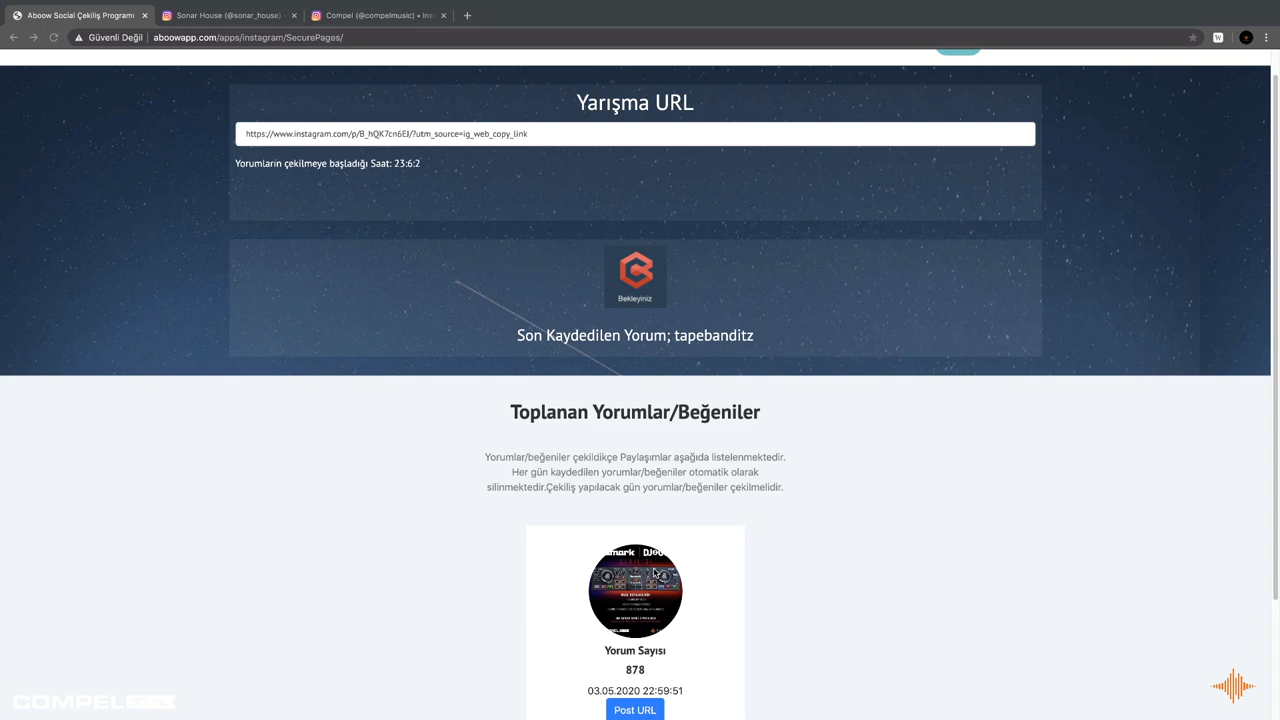 Aboow Social Çekiliş Programı
Sonar House (@sonar_house)
Compel (@compelmusic) • Ins
Güvenli Değil
aboowapp.com/apps/instagram/SecurePages/
Yarışma URL
https://www.instagram.com/p/B_hQK7cn6EJ/?utm_source=ig_web_copy_link
Yorumların çekilmeye başladığı Saat: 23:6:2
Bekleyiniz
Son Kaydedilen Yorum; tapebanditz
Toplanan Yorumlar/Beğeniler
Yorumlar/beğeniler çekildikçe Paylaşımlar aşağıda listelenmektedir.
Her gün kaydedilen yorumlar/beğeniler otomatik olarak
silinmektedir.Çekiliş yapılacak gün yorumlar/beğeniler çekilmelidir.
Yorum Sayısı
878
03.05.2020 22:59:51
Post URL
COMPEL